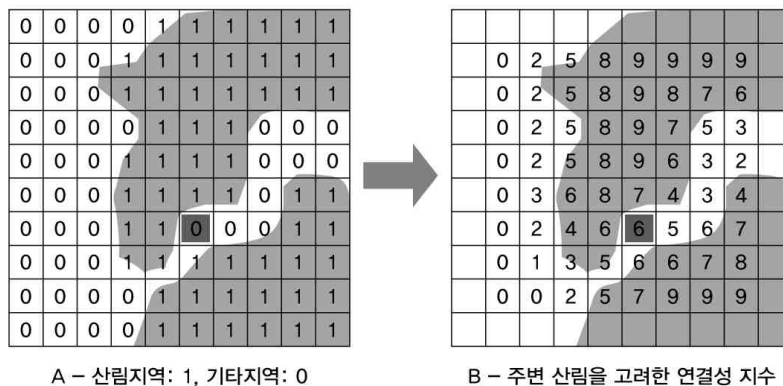 0 0 0 0 1 1 1 1 1 1
0 0 0 1 1 1 1 1 1 1
0 0 0 1 1 1 1 1 1 1
0 0 0 0 1 1 1 0 0 0
0 0 0 1 1 1 1 0 0 0
0 0 0 1 1 1 1 0 1 1
0 0 0 1 1 0 0 0 1 1
0 0 0 1 1 1 1 1 1 1
0 0 0 0 1 1 1 1 1 1
0 0 0 0 1 1 1 1 1 1
A – 산림지역: 1, 기타지역: 0
0 2 5 8 9 9 9 9
0 2 5 8 9 8 7 6
0 2 5 8 9 7 5 3
0 2 5 8 9 6 3 2
0 3 6 8 7 4 3 4
0 2 4 6 6 5 6 7
0 1 3 5 6 6 7 8
0 0 2 5 7 9 9 9
B – 주변 산림을 고려한 연결성 지수